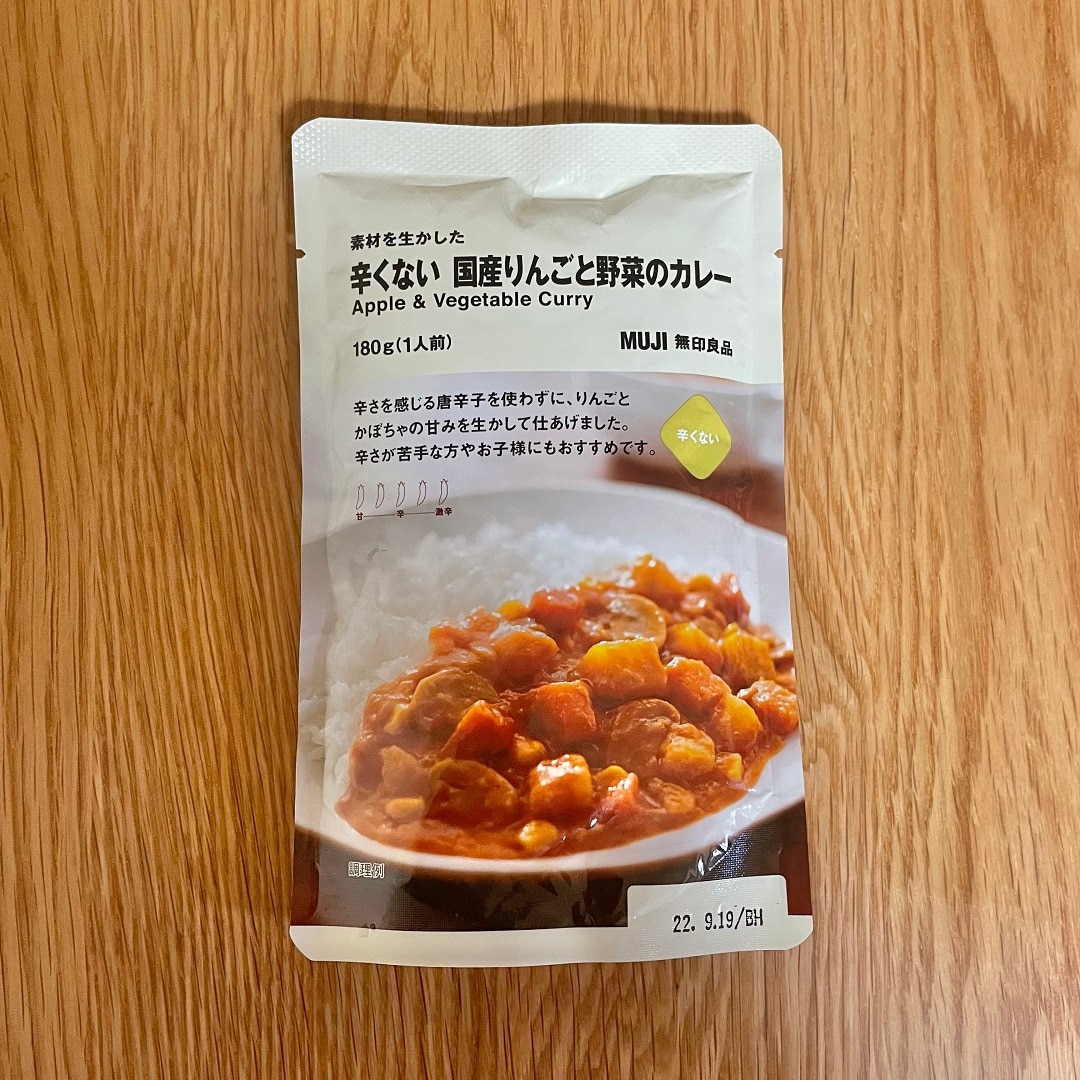 素材を生かした
辛くない 国産りんごと野菜のカレー
Apple & Vegetable Curry
180g(1人前)
MUJI 無印良品
辛さを感じる唐辛子を使わずに、りんごと
かぼちゃの甘みを生かして仕あげました。
辛さが苦手な方やお子様にもおすすめです。
辛くない
甘 辛 激辛
調理例
22. 9.19/BH